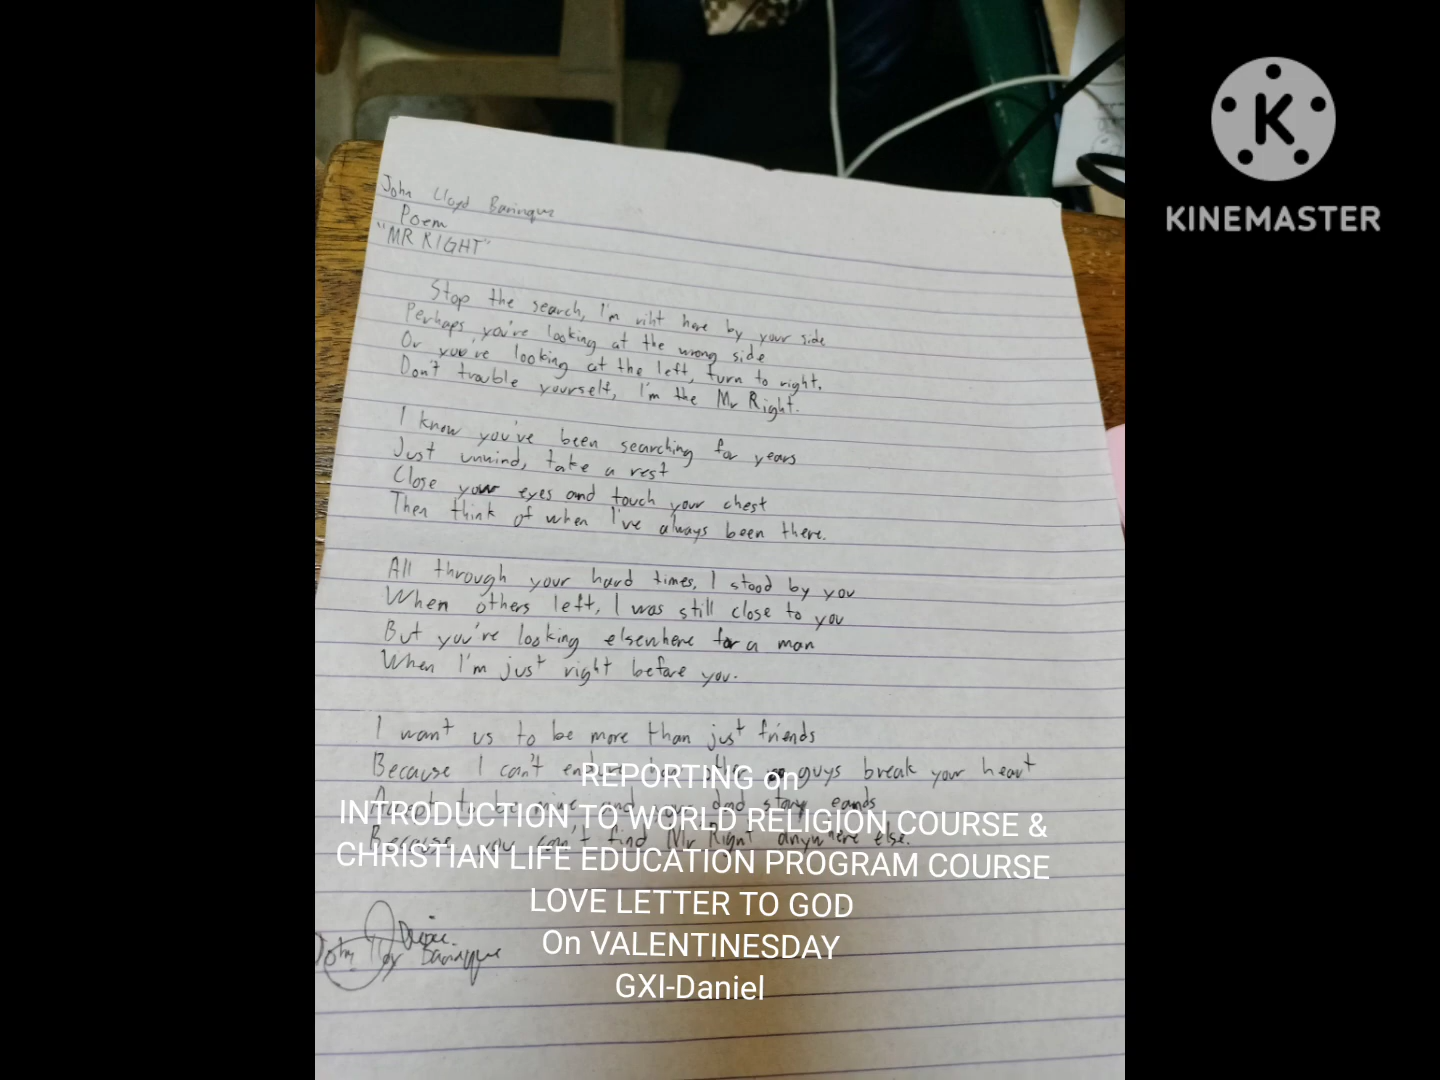 John Lloyd Baringue
Poem
"MR RIGHT"
Stop the search, I'm riht here by your side
Perhaps you're looking at the wrong side
Or you're looking at the left, turn to right.
Don't trouble yourself, I'm the Mr Right.
I know you've been searching for years
Just unwind, take a rest
Close your eyes and touch your chest
Then think of when I've always been there.
All through your hard times, I stood by you
When others left, I was still close to you
But you're looking elsewhere for a man
When I'm just right before you.
I want us to be more than just friends
Because I can't guys break your heart
and story eands
Because you can't find Mr Right anywhere else.
John Baringue
REPORTING on
INTRODUCTION TO WORLD RELIGION COURSE &
CHRISTIAN LIFE EDUCATION PROGRAM COURSE
LOVE LETTER TO GOD
On VALENTINESDAY
GXI-Daniel
K
KINEMASTER